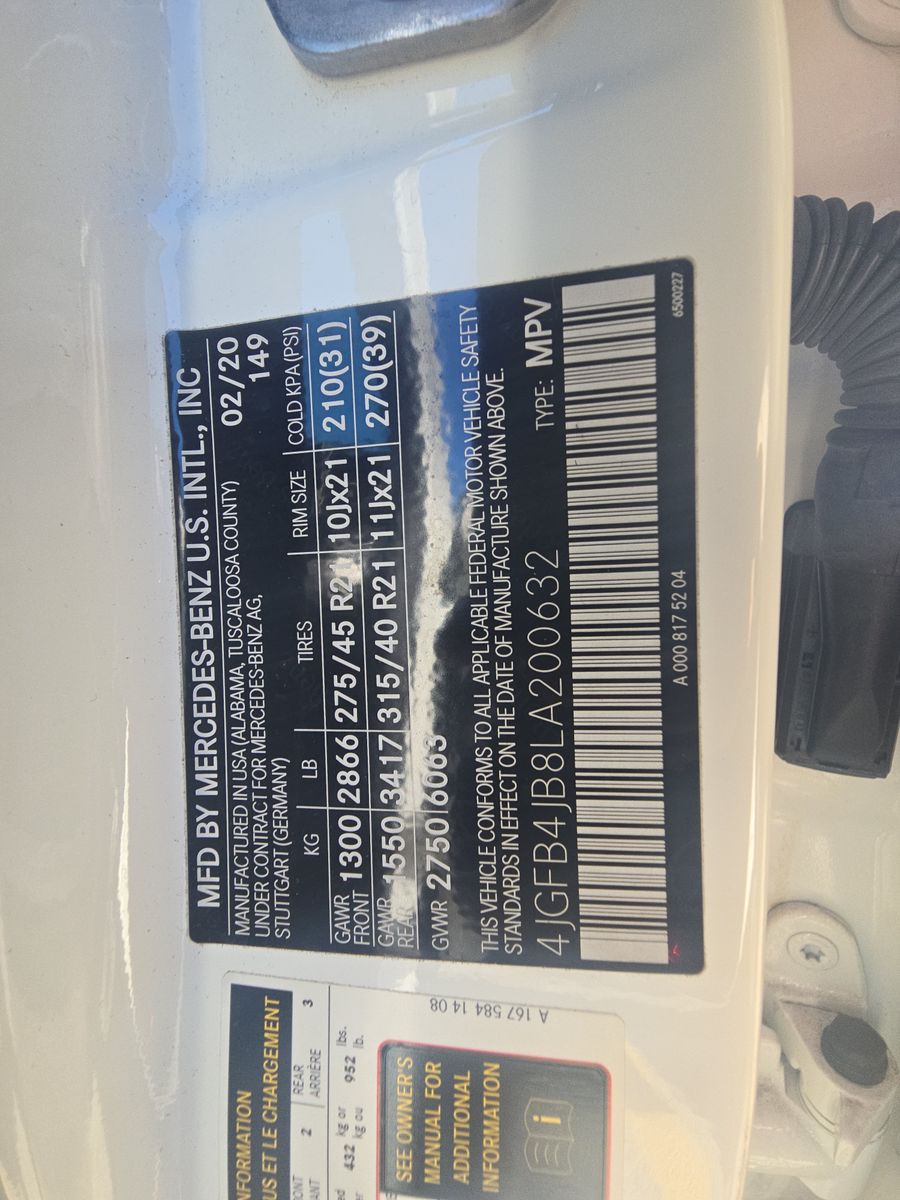 MFD BY MERCEDES-BENZ U.S. INTL., INC
MANUFACTURED IN USA (ALABAMA, TUSCALOOSA COUNTY) 02/20
UNDER CONTRACT FOR MERCEDES-BENZ AG, 149
STUTTGART (GERMANY)
KG LB TIRES RIM SIZE COLD KPA(PSI)
GAWR FRONT 1300 2866 275/45 R21 10Jx21 210(31)
GAWR REAR 1550 3417 315/40 R21 11Jx21 270(39)
GVWR 2750 6063
THIS VEHICLE CONFORMS TO ALL APPLICABLE FEDERAL MOTOR VEHICLE SAFETY
STANDARDS IN EFFECT ON THE DATE OF MANUFACTURE SHOWN ABOVE.
4JGFB4JB8LA200632 TYPE: MPV
A 000 817 52 04 6500227
US ET LE CHARGEMENT
2 REAR 3
ARRIÈRE
432 kg or 952 lbs.
kg ou lb.
SEE OWNER'S
MANUAL FOR
ADDITIONAL
INFORMATION
A 167 584 14 08